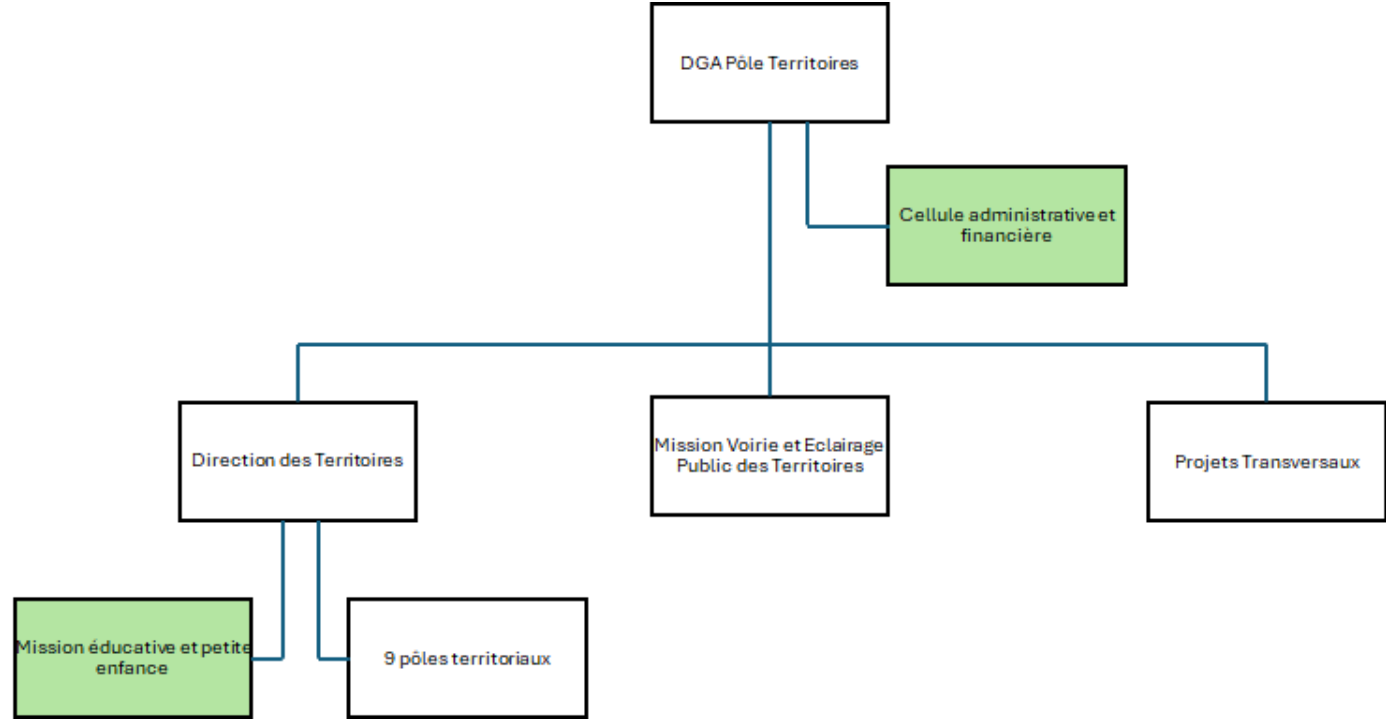 DGA Pôle Territoires
Cellule administrative et
financière
Direction des Territoires
Mission Voirie et Eclairage
Public des Territoires
Projets Transversaux
Mission éducative et petite
enfance
9 pôles territoriaux